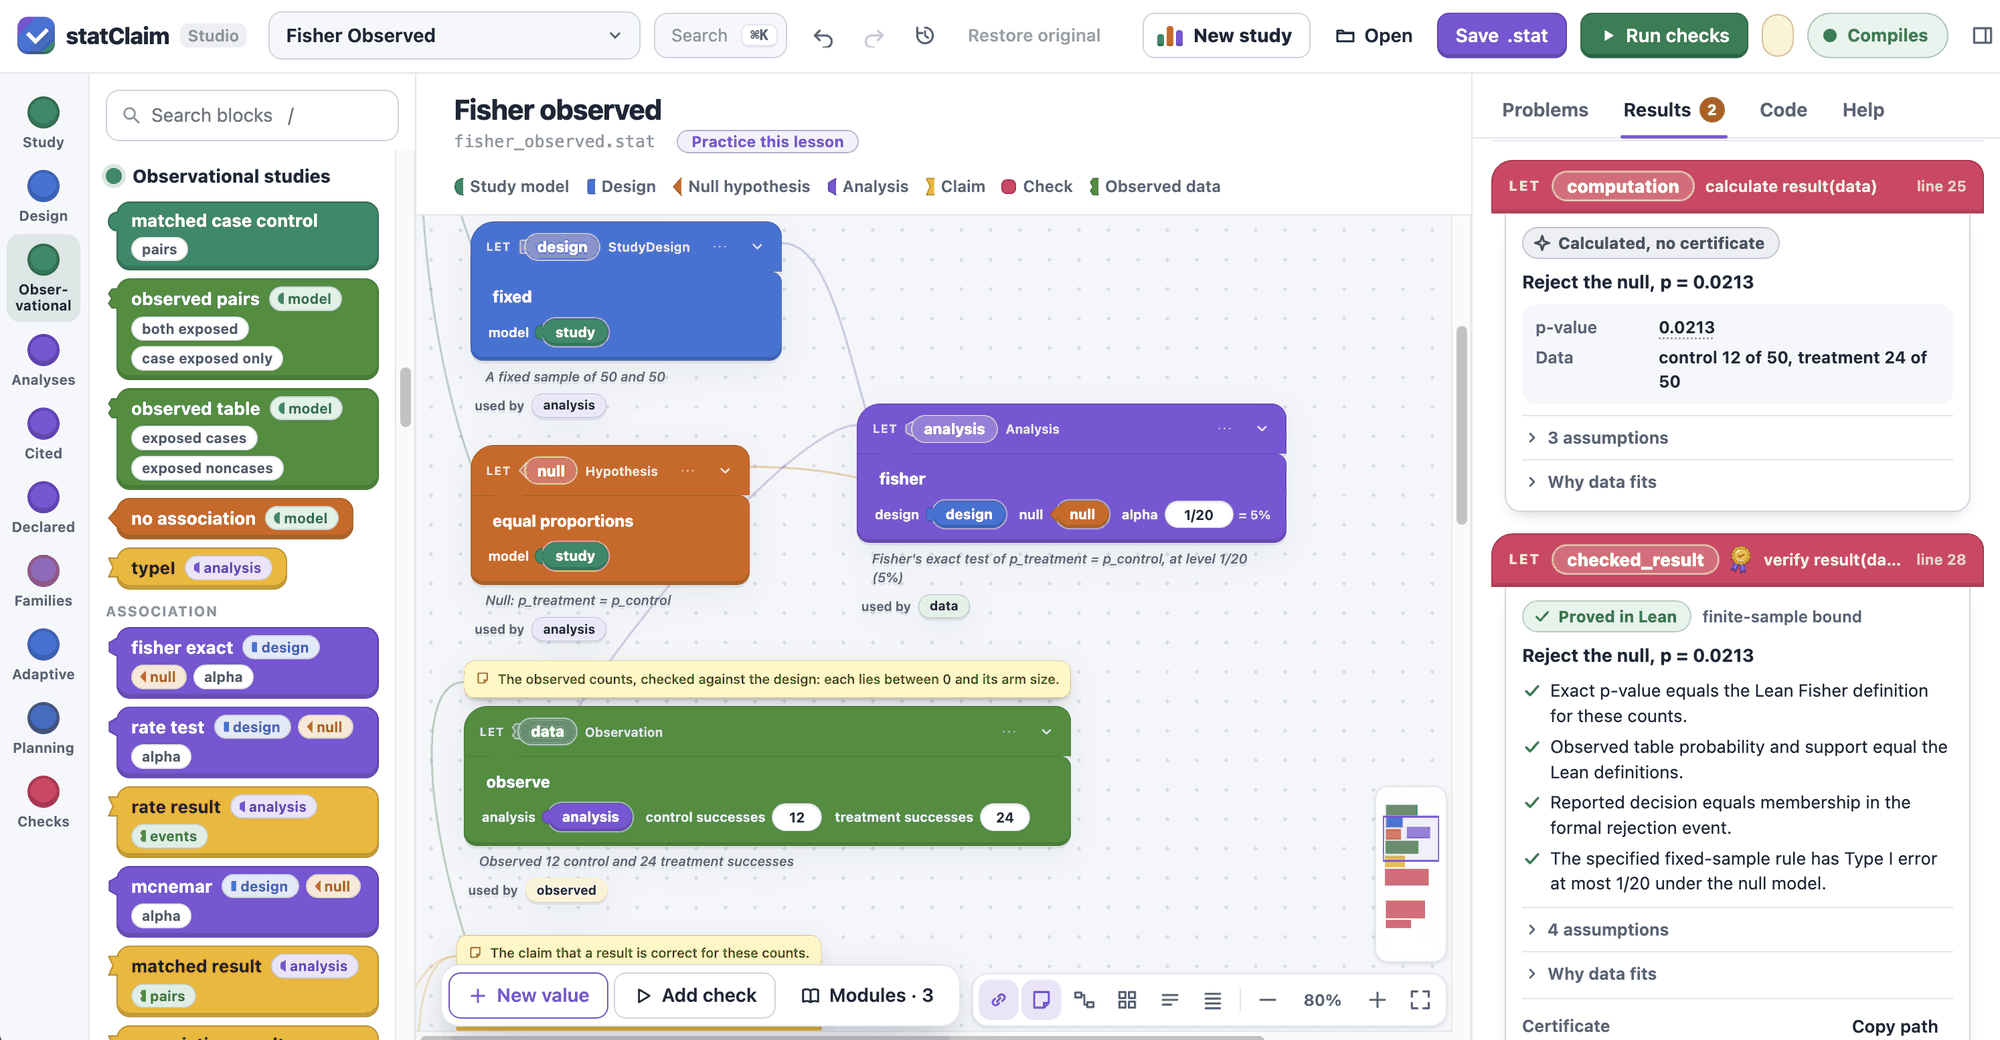 statClaim Studio
Fisher Observed
Search ⌘K
Restore original
New study
Open
Save .stat
Run checks
Compiles
Study
Design
Obser-
vational
Analyses
Cited
Declared
Families
Adaptive
Planning
Checks
Search blocks /
Observational studies
matched case control
pairs
observed pairs model
both exposed
case exposed only
observed table model
exposed cases
exposed noncases
no association model
typeI analysis
ASSOCIATION
fisher exact design
null alpha
rate test design null
alpha
rate result analysis
events
mcnemar design null
alpha
matched result analysis
pairs
Fisher observed
fisher_observed.stat Practice this lesson
Study model Design Null hypothesis Analysis Claim Check Observed data
LET design StudyDesign ...
fixed
model study
A fixed sample of 50 and 50
used by analysis
LET null Hypothesis ...
equal proportions
model study
Null: p_treatment = p_control
used by analysis
LET analysis Analysis ...
fisher
design design null null alpha 1/20 = 5%
Fisher's exact test of p_treatment = p_control, at level 1/20
(5%)
used by data
The observed counts, checked against the design: each lies between 0 and its arm size.
LET data Observation ...
observe
analysis analysis control successes 12 treatment successes 24
Observed 12 control and 24 treatment successes
used by observed
The claim that a result is correct for these counts.
+ New value
Add check
Modules · 3
80%
Problems Results 2 Code Help
LET computation calculate result(data) line 25
Calculated, no certificate
Reject the null, p = 0.0213
p-value 0.0213
Data control 12 of 50, treatment 24 of
50
3 assumptions
Why data fits
LET checked_result verify result(da... line 28
Proved in Lean finite-sample bound
Reject the null, p = 0.0213
Exact p-value equals the Lean Fisher definition
for these counts.
Observed table probability and support equal the
Lean definitions.
Reported decision equals membership in the
formal rejection event.
The specified fixed-sample rule has Type I error
at most 1/20 under the null model.
4 assumptions
Why data fits
Certificate Copy path